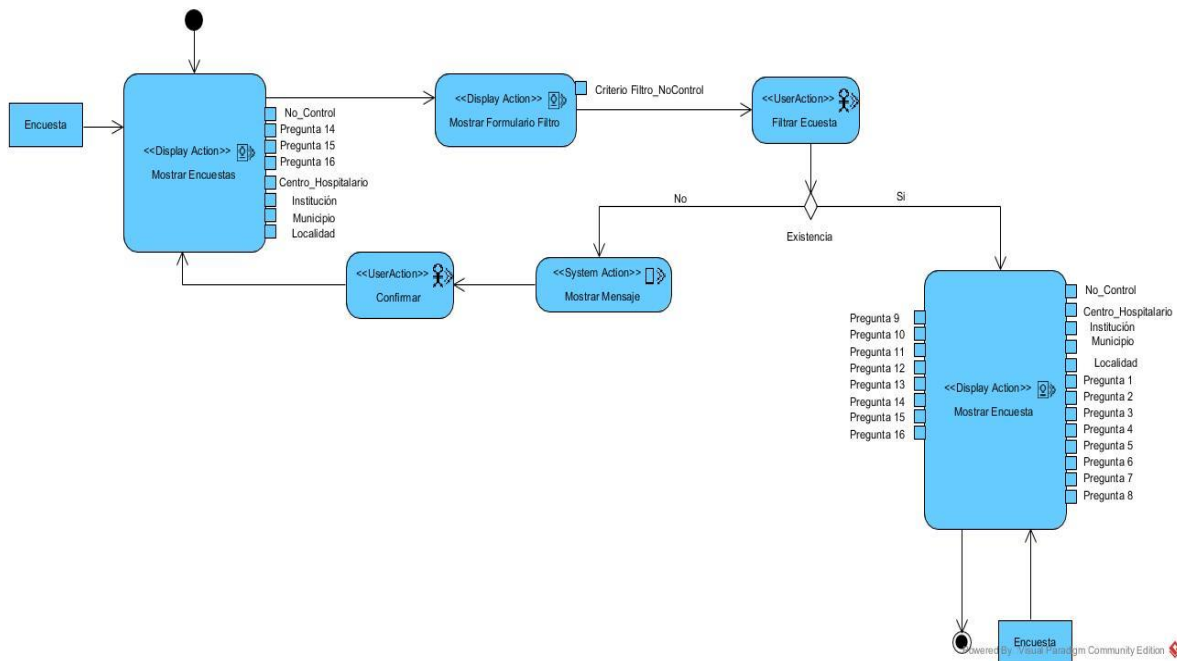 Encuesta
<<Display Action>>
Mostrar Encuestas
No_Control
Pregunta 14
Pregunta 15
Pregunta 16
Centro_Hospitalario
Institución
Municipio
Localidad
<<Display Action>>
Mostrar Formulario Filtro
Criterio Filtro_NoControl
<<UserAction>>
Filtrar Ecuesta
No
Si
Existencia
<<System Action>>
Mostrar Mensaje
<<UserAction>>
Confirmar
Pregunta 9
Pregunta 10
Pregunta 11
Pregunta 12
Pregunta 13
Pregunta 14
Pregunta 15
Pregunta 16
<<Display Action>>
Mostrar Encuesta
No_Control
Centro_Hospitalario
Institución
Municipio
Localidad
Pregunta 1
Pregunta 2
Pregunta 3
Pregunta 4
Pregunta 5
Pregunta 6
Pregunta 7
Pregunta 8
Encuesta
Powered By Visual Paradigm Community Edition